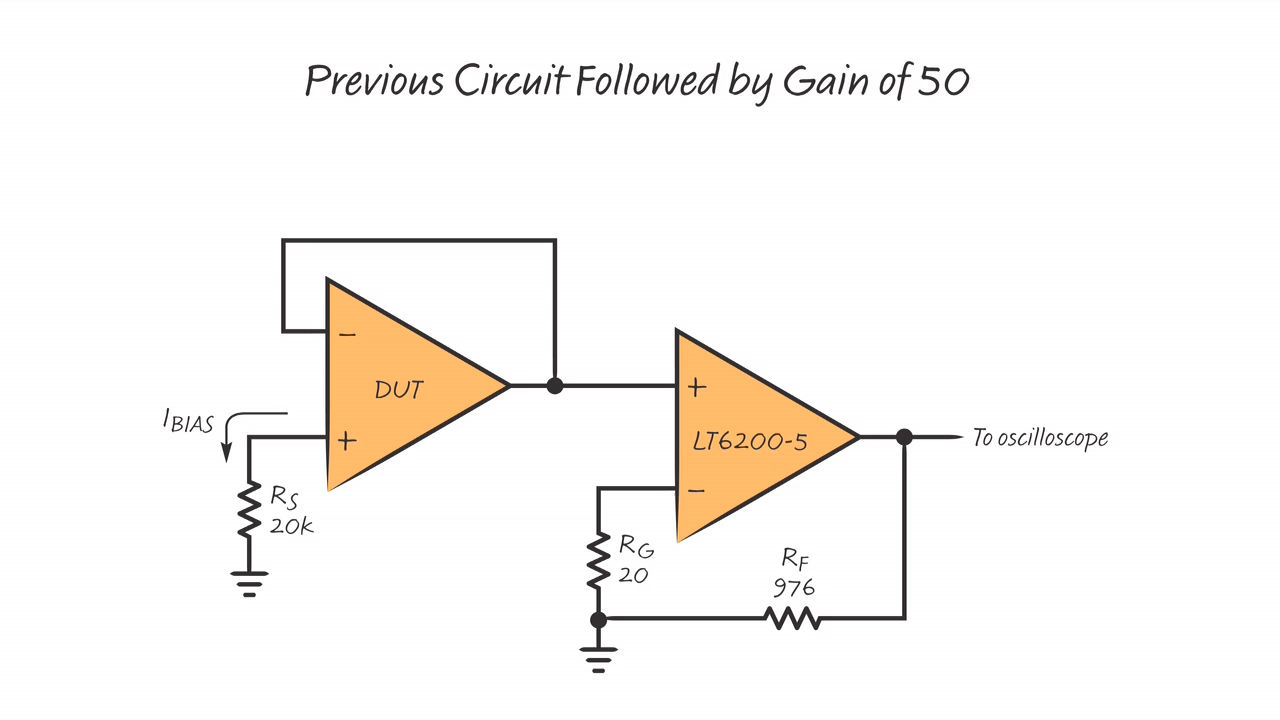 Previous Circuit Followed by Gain of 50
−
DUT
+
IBIAS
RS
20k
+
LT6200-5
−
To oscilloscope
RG
20
RF
976